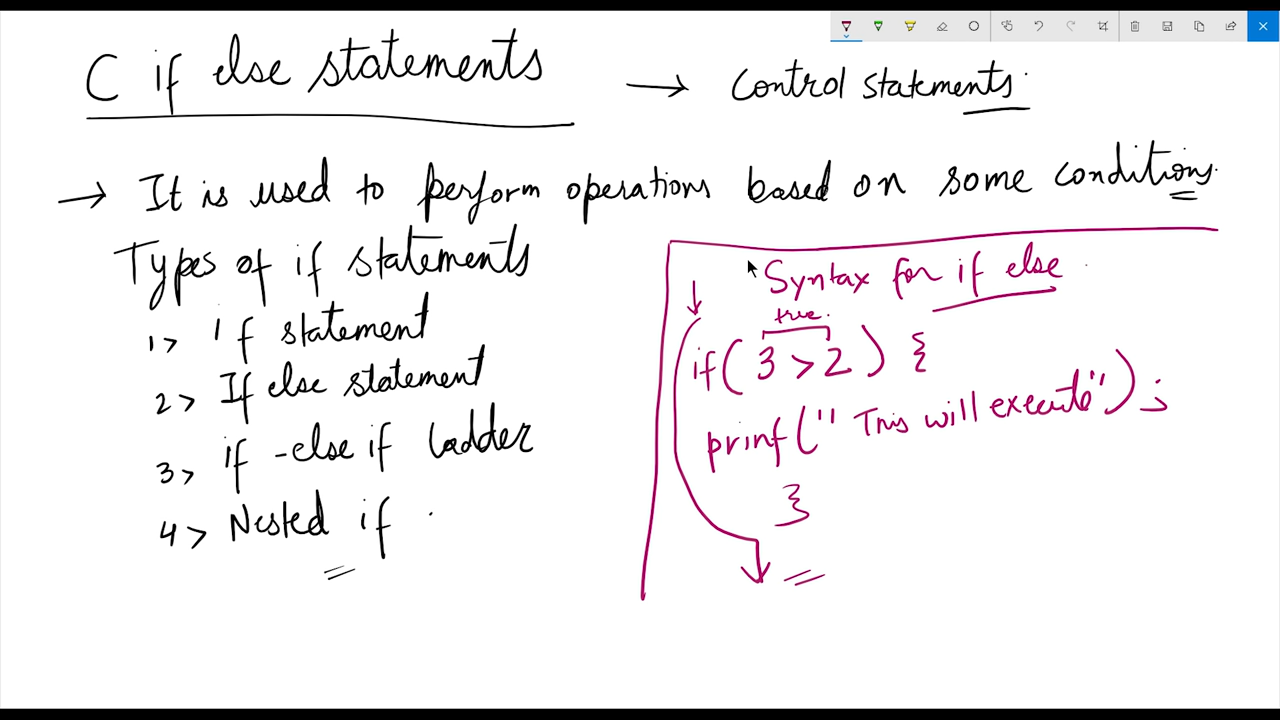 C if else statements → Control statements.
→ It is used to perform operations based on some conditions.
Types of if statements
1> If statement
2> If else statement
3> if -else if ladder
4> Nested if .
Syntax for if else
true.
if( 3 > 2 ) {
prinf(" This will execute") ;
}